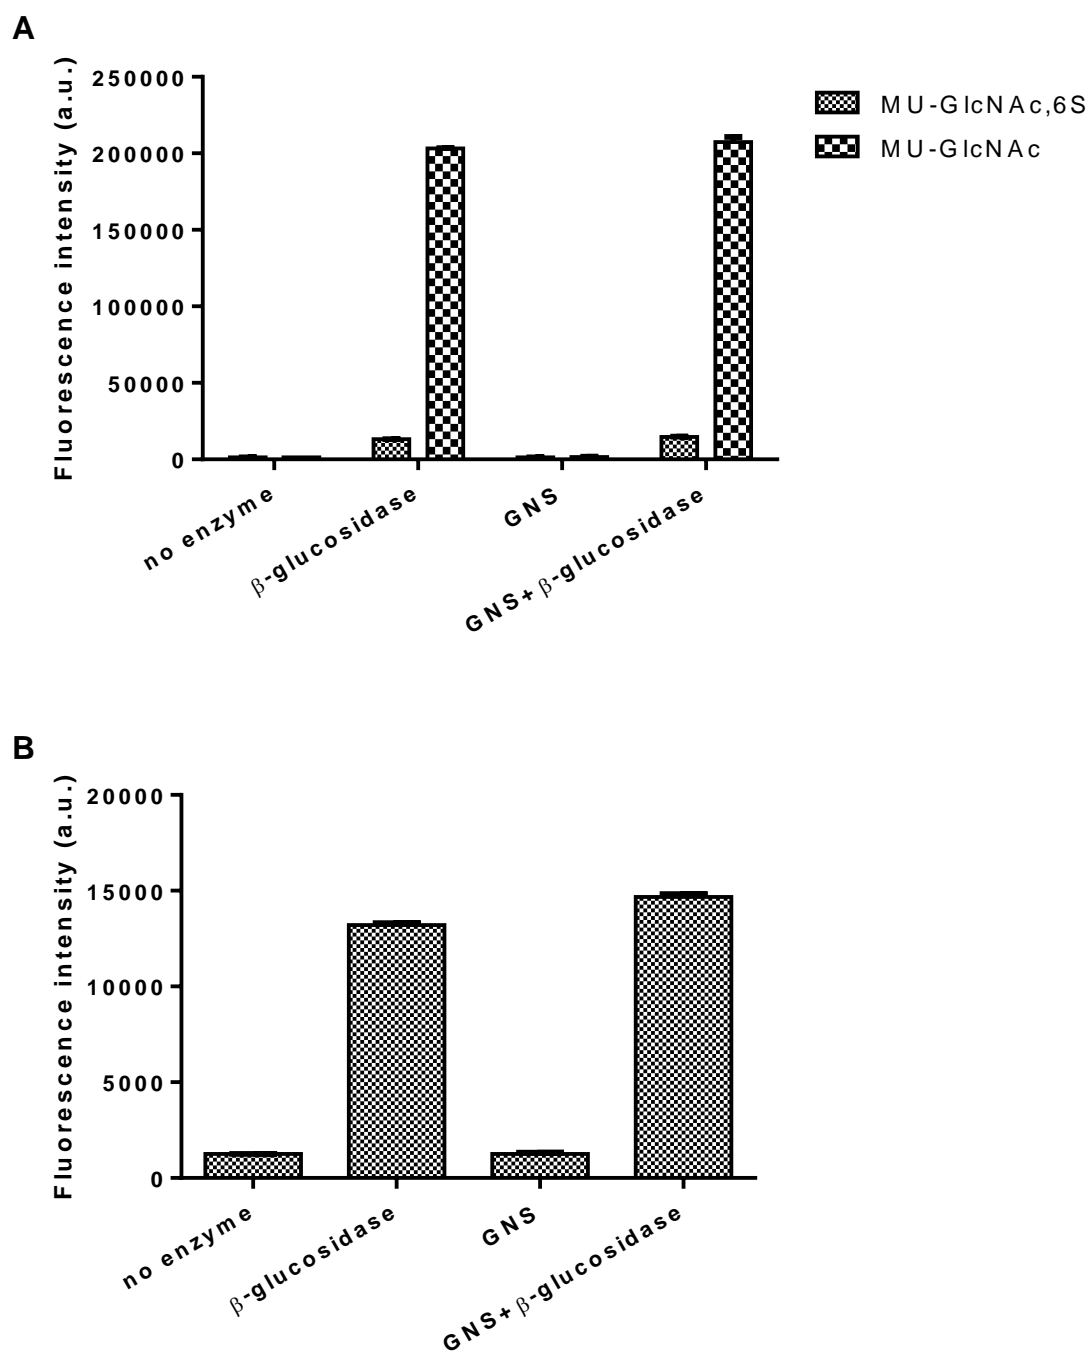 A
Fluorescence intensity (a.u.)
250000
200000
150000
100000
50000
0
no enzyme
β-glucosidase
GNS
GNS+ β-glucosidase
MU-GlcNAc,6S
MU-GlcNAc
B
Fluorescence intensity (a.u.)
20000
15000
10000
5000
0
no enzyme
β-glucosidase
GNS
GNS+ β-glucosidase